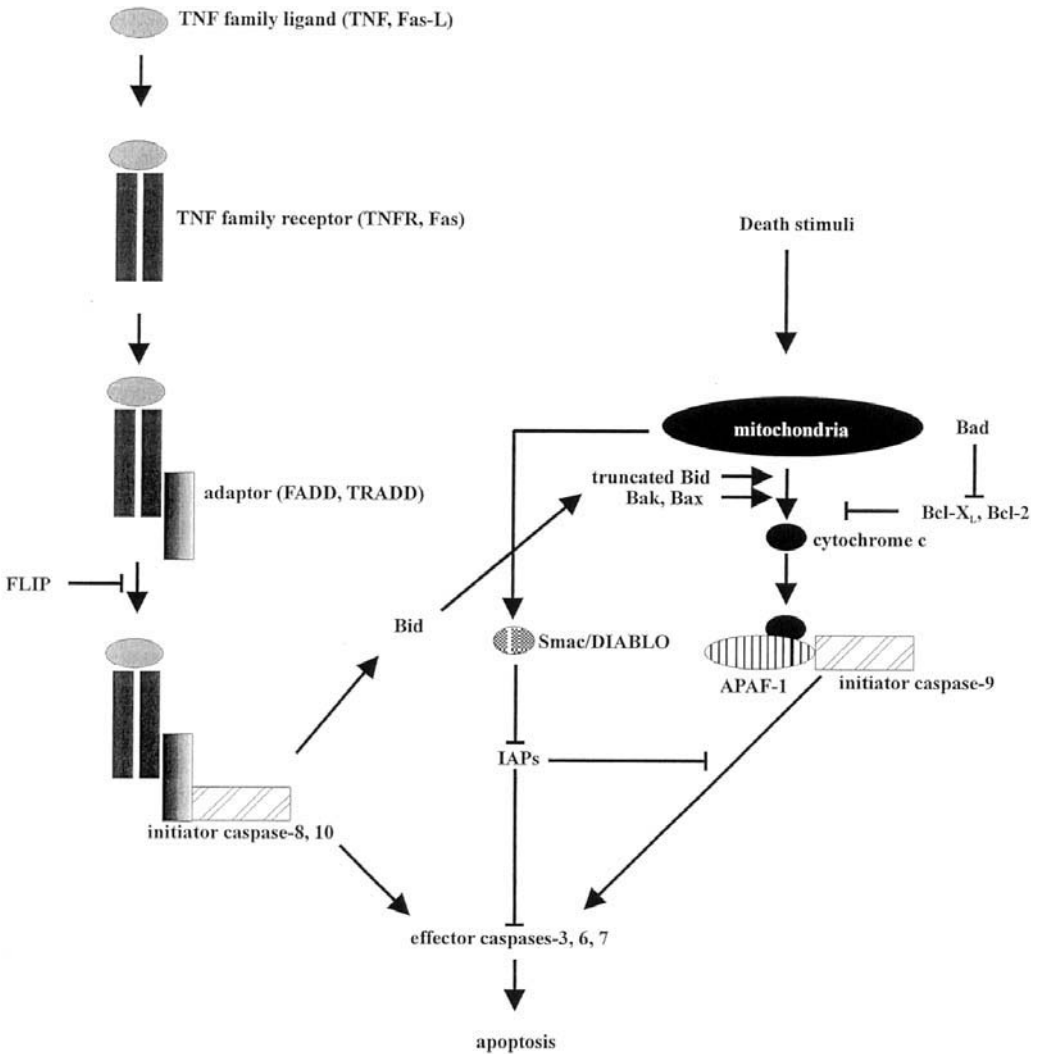 TNF family ligand (TNF, Fas-L)
TNF family receptor (TNFR, Fas)
Death stimuli
mitochondria
Bad
truncated Bid
Bak, Bax
Bcl-XL, Bcl-2
cytochrome c
adaptor (FADD, TRADD)
FLIP
Bid
Smac/DIABLO
APAF-1
initiator caspase-9
IAPs
initiator caspase-8, 10
effector caspases-3, 6, 7
apoptosis